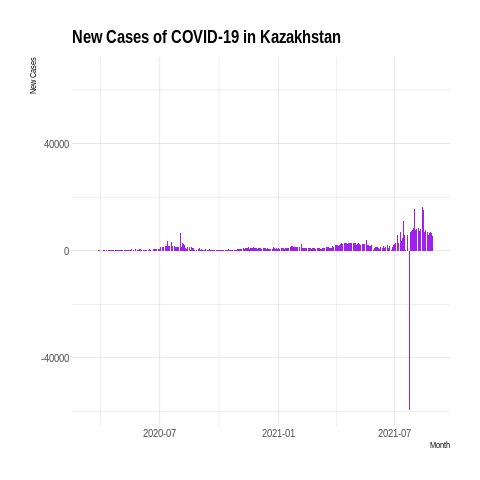 New Cases of COVID-19 in Kazakhstan
New Cases
40000
0
-40000
2020-07
2021-01
2021-07
Month